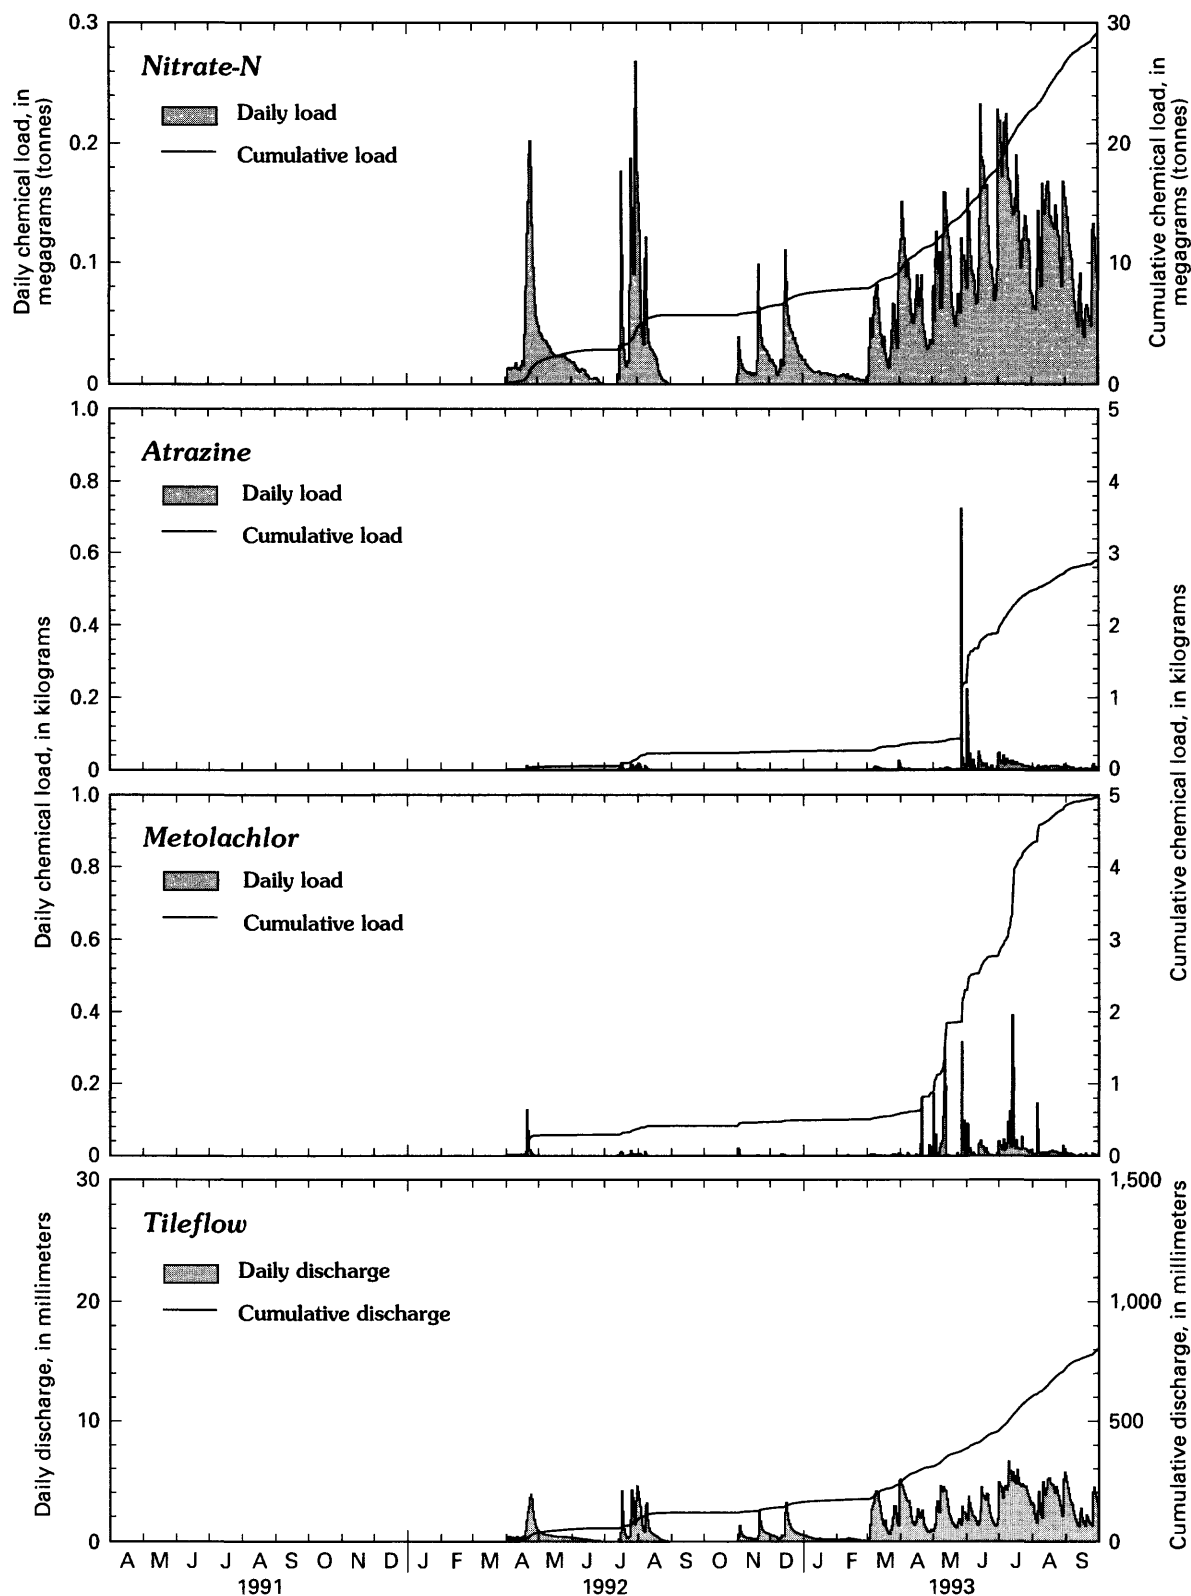 Nitrate-N
Daily load
Cumulative load
0.3
0.2
0.1
0
30
20
10
0
Daily chemical load, in
megagrams (tonnes)
Cumulative chemical load, in
megagrams (tonnes)
Atrazine
Daily load
Cumulative load
1.0
0.8
0.6
0.4
0.2
0
5
4
3
2
1
0
Daily chemical load, in kilograms
Cumulative chemical load, in kilograms
Metolachlor
Daily load
Cumulative load
1.0
0.8
0.6
0.4
0.2
0
5
4
3
2
1
0
Tileflow
Daily discharge
Cumulative discharge
30
20
10
0
1,500
1,000
500
0
Daily discharge, in millimeters
Cumulative discharge, in millimeters
A M J J A S O N D J F M A M J J A S O N D J F M A M J J A S
1991 1992 1993